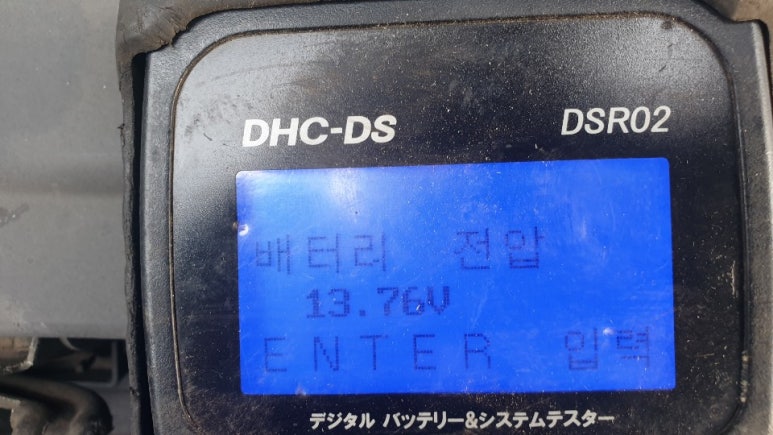 DHC-DS DSR02
배터리 전압
13.76V
ENTER 입력
デジタル バッテリー&システムテスター